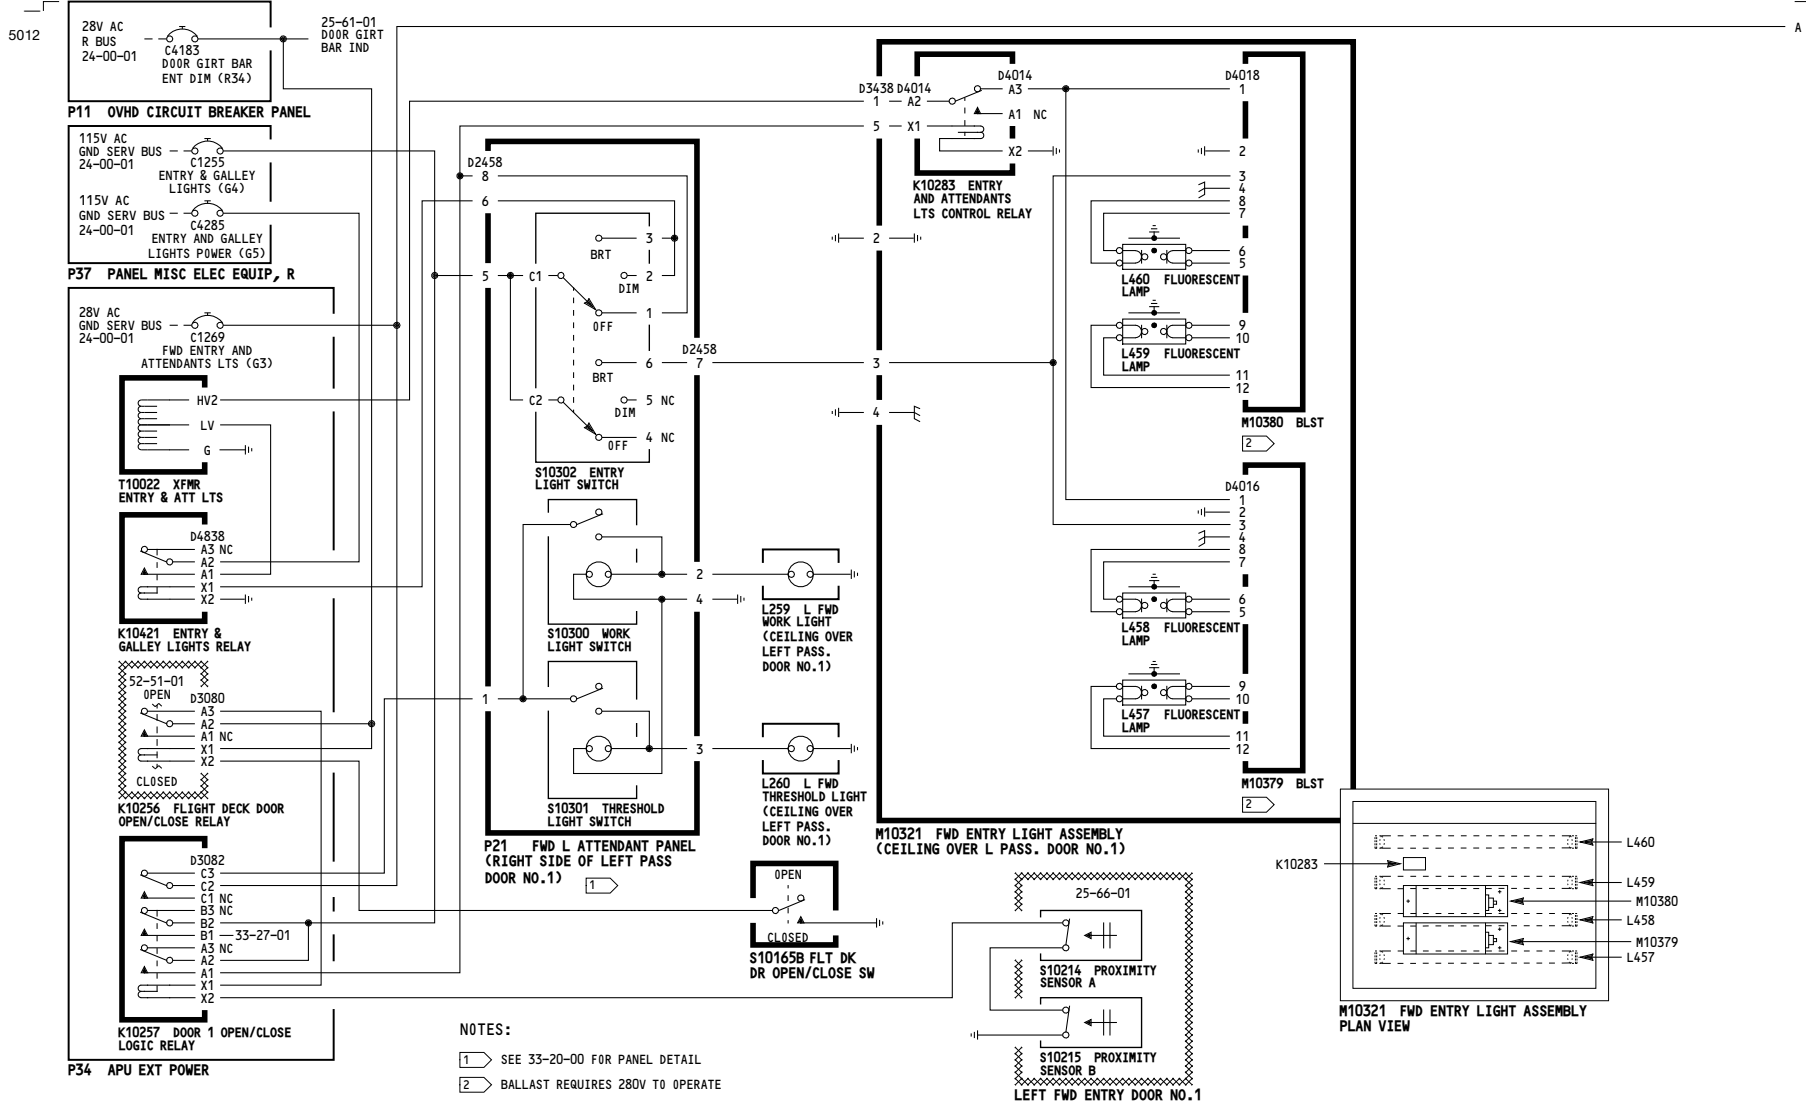 5012
28V AC
R BUS
24-00-01
C4183
DOOR GIRT BAR
ENT DIM (R34)
25-61-01
DOOR GIRT
BAR IND
A
P11 OVHD CIRCUIT BREAKER PANEL
115V AC
GND SERV BUS
24-00-01
C1255
ENTRY & GALLEY
LIGHTS (G4)
115V AC
GND SERV BUS
24-00-01
C4285
ENTRY AND GALLEY
LIGHTS POWER (G5)
P37 PANEL MISC ELEC EQUIP, R
28V AC
GND SERV BUS
24-00-01
C1269
FWD ENTRY AND
ATTENDANTS LTS (G3)
HV2
LV
G
T10022 XFMR
ENTRY & ATT LTS
D4838
A3 NC
A2
A1
X1
X2
K10421 ENTRY &
GALLEY LIGHTS RELAY
52-51-01
OPEN
D3080
A3
A2
A1 NC
X1
X2
CLOSED
K10256 FLIGHT DECK DOOR
OPEN/CLOSE RELAY
D3082
C3
C2
C1 NC
B3 NC
B2
B1 33-27-01
A3 NC
A2
A1
X1
X2
K10257 DOOR 1 OPEN/CLOSE
LOGIC RELAY
P34 APU EXT POWER
D2458
8
6
5
C1
3
BRT
2
DIM
1
OFF
D2458
6
7
BRT
C2
5 NC
DIM
4 NC
OFF
S10302 ENTRY
LIGHT SWITCH
2
4
S10300 WORK
LIGHT SWITCH
1
3
S10301 THRESHOLD
LIGHT SWITCH
P21 FWD L ATTENDANT PANEL
(RIGHT SIDE OF LEFT PASS
DOOR NO.1)
1
L259 L FWD
WORK LIGHT
(CEILING OVER
LEFT PASS.
DOOR NO.1)
L260 L FWD
THRESHOLD LIGHT
(CEILING OVER
LEFT PASS.
DOOR NO.1)
OPEN
CLOSED
S10165B FLT DK
DR OPEN/CLOSE SW
D3438 D4014
1 A2
5 X1
D4014
A3
A1 NC
X2
K10283 ENTRY
AND ATTENDANTS
LTS CONTROL RELAY
2
3
4
D4018
1
2
3
4
8
7
6
5
L460 FLUORESCENT
LAMP
9
10
L459 FLUORESCENT
LAMP
11
12
M10380 BLST
2
D4016
1
2
3
4
8
7
6
5
L458 FLUORESCENT
LAMP
9
10
L457 FLUORESCENT
LAMP
11
12
M10379 BLST
2
M10321 FWD ENTRY LIGHT ASSEMBLY
(CEILING OVER L PASS. DOOR NO.1)
25-66-01
S10214 PROXIMITY
SENSOR A
S10215 PROXIMITY
SENSOR B
LEFT FWD ENTRY DOOR NO.1
K10283
L460
L459
M10380
L458
M10379
L457
M10321 FWD ENTRY LIGHT ASSEMBLY
PLAN VIEW
NOTES:
1 SEE 33-20-00 FOR PANEL DETAIL
2 BALLAST REQUIRES 280V TO OPERATE